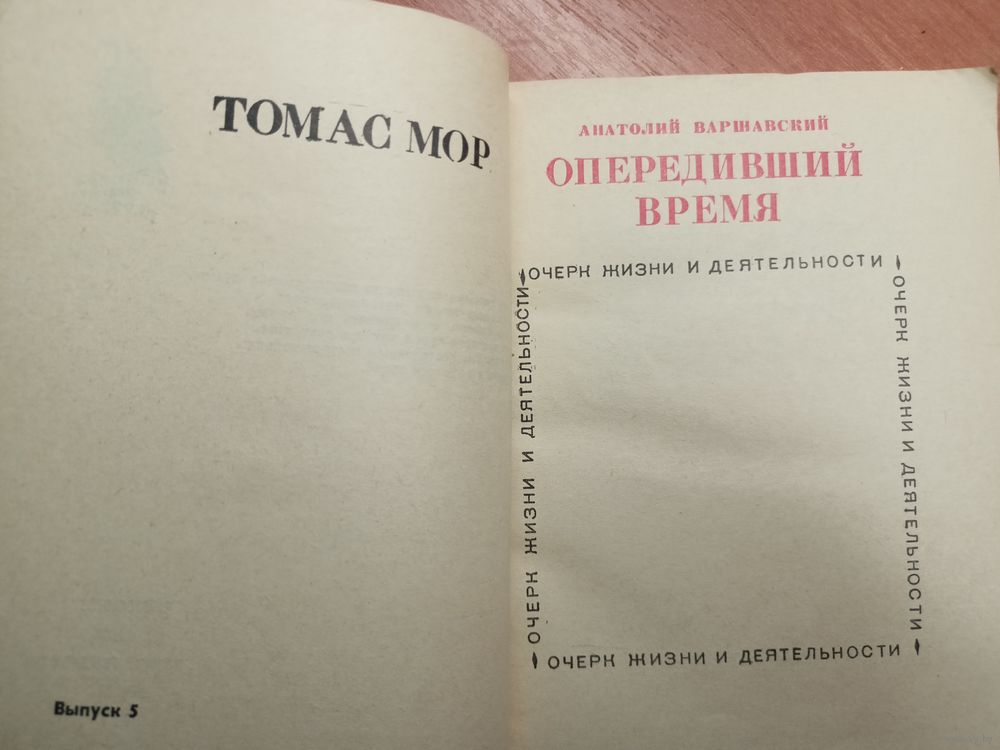 ТОМАС МОР
Выпуск 5
АНАТОЛИЙ ВАРШАВСКИЙ
ОПЕРЕДИВШИЙ
ВРЕМЯ
ОЧЕРК ЖИЗНИ И ДЕЯТЕЛЬНОСТИ
ОЧЕРК ЖИЗНИ И ДЕЯТЕЛЬНОСТИ
ОЧЕРК ЖИЗНИ И ДЕЯТЕЛЬНОСТИ
ОЧЕРК ЖИЗНИ И ДЕЯТЕЛЬНОСТИ